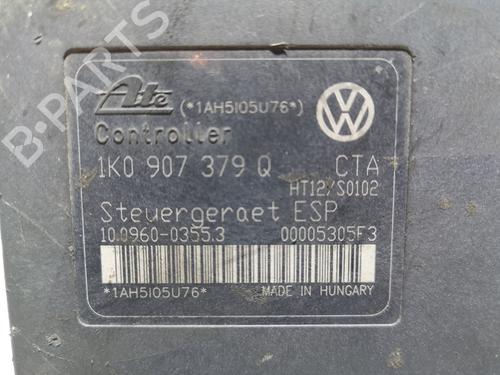 Ate (*1AH5I05U76*)
Controller
1K0 907 379 Q CTA
HT12/S0102
Steuergeraet ESP
10.0960-0355.3 00005305F3
*1AH5I05U76* MADE IN HUNGARY
B-PARTS